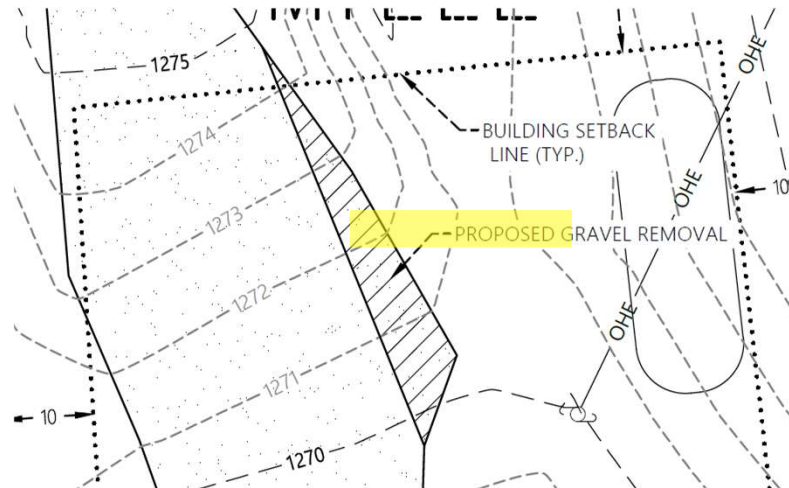 1275
OHE
BUILDING SETBACK
LINE (TYP.)
1274
OHE
10
1273
PROPOSED GRAVEL REMOVAL
1272
OHE
1271
10
1270